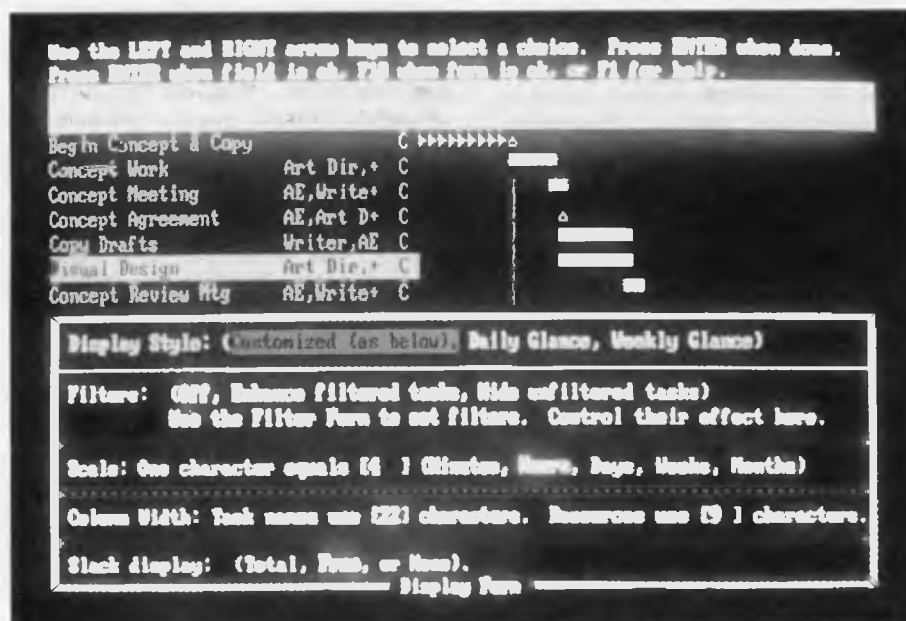 Use the LEFT and RIGHT arrow keys to select a choice. Press ENTER when done.
Press ENTER when field is ok, F10 when form is ok, or F1 for help.
Begin Concept & Copy C
Concept Work Art Dir,+ C
Concept Meeting AE,Write+ C
Concept Agreement AE,Art D+ C
Copy Drafts Writer,AE C
Visual Design Art Dir,+ C
Concept Review Mtg AE,Write+ C
Display Style: (Customized (as below), Daily Glance, Weekly Glance)
Filters: (OFF, Enhance filtered tasks, Hide unfiltered tasks)
Use the Filter Form to set filters. Control their effect here.
Scale: One character equals [4 ] (Minutes, Hours, Days, Weeks, Months)
Column Width: Task names use [22] characters. Resources use [9 ] characters.
Slack display: (Total, Free, or None).
Display Form